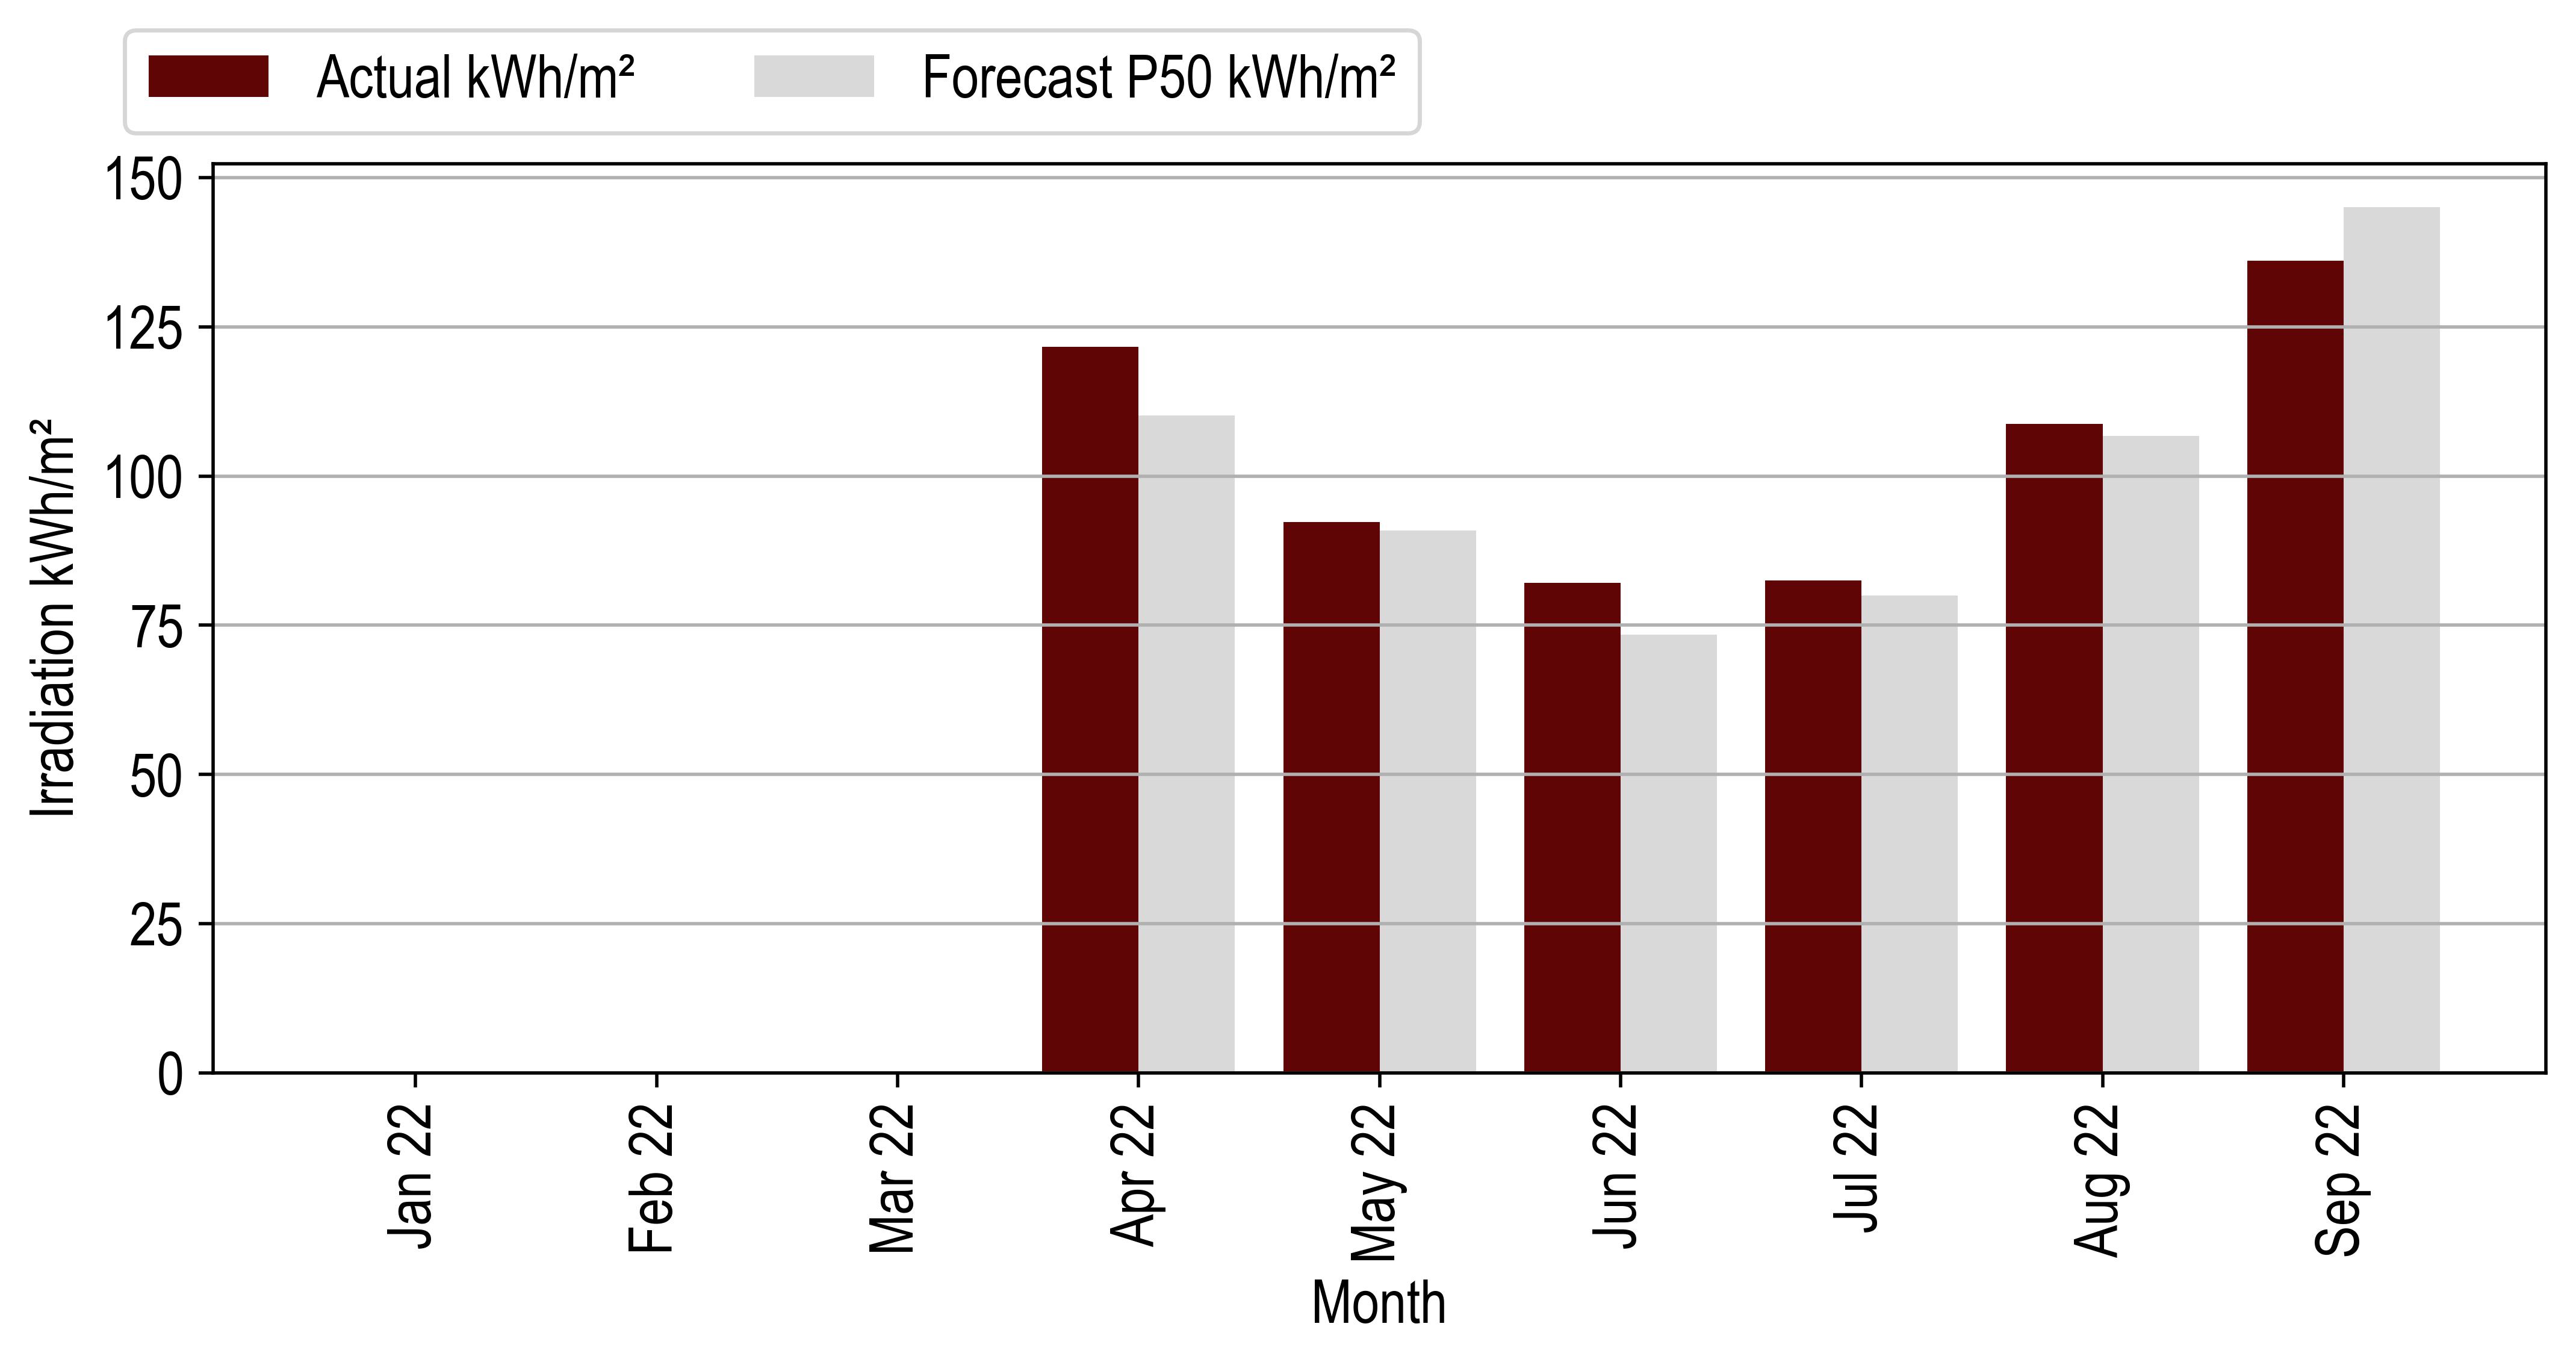 Actual kWh/m² Forecast P50 kWh/m²
150
125
100
75
50
25
0
Irradiation kWh/m²
Jan 22
Feb 22
Mar 22
Apr 22
May 22
Jun 22
Jul 22
Aug 22
Sep 22
Month